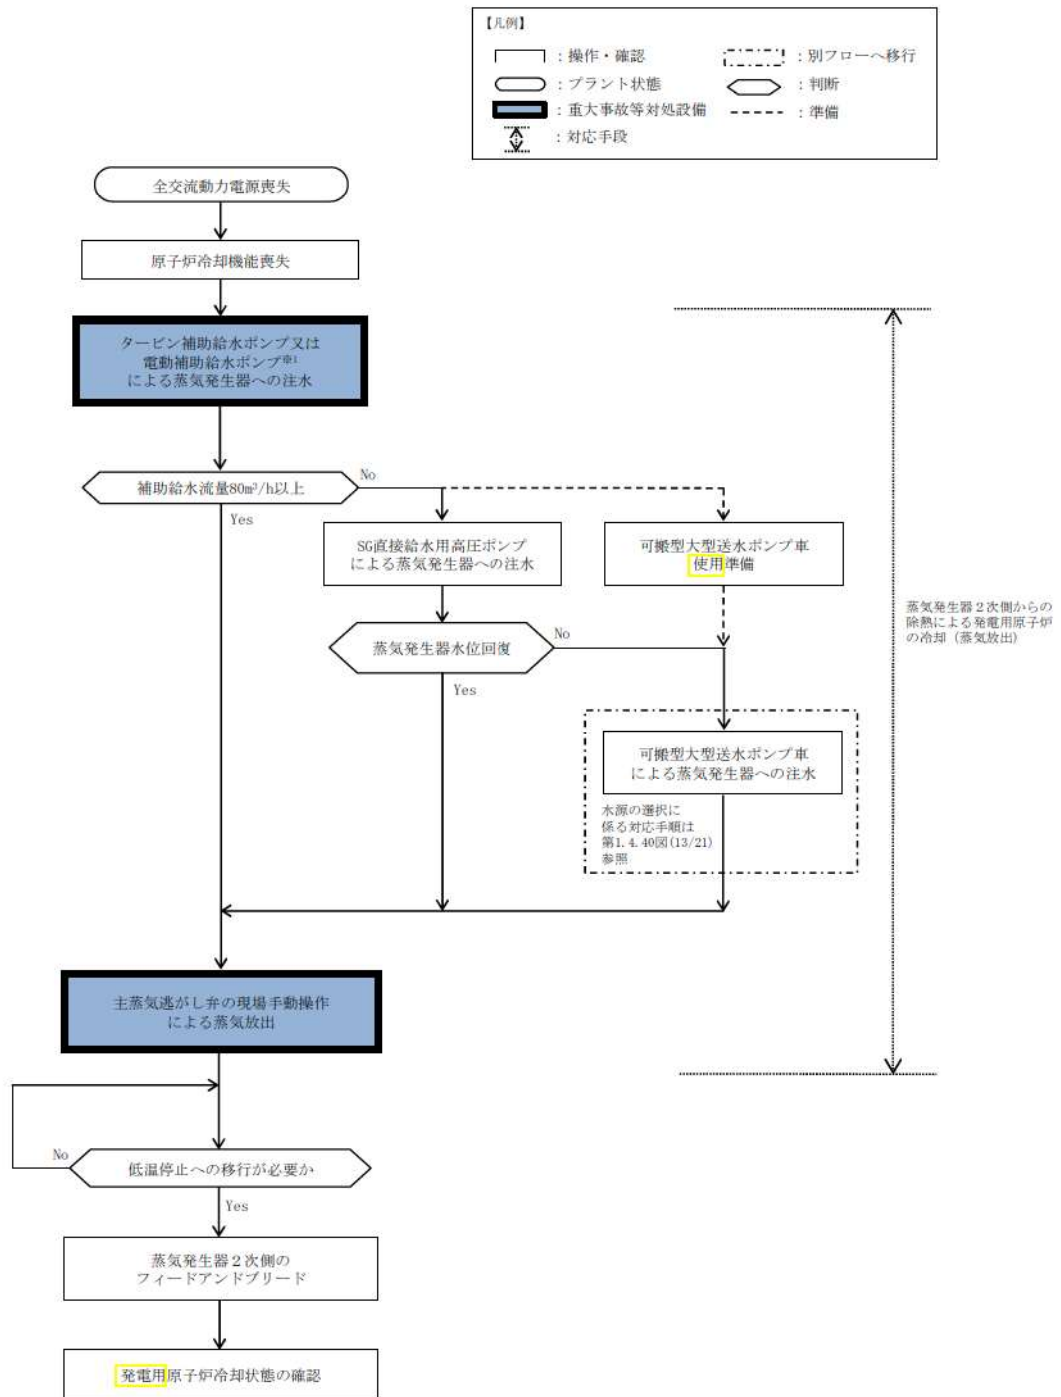 【凡例】
：操作・確認
：別フローへ移行
：プラント状態
：判断
：重大事故等対処設備
：準備
：対応手段
全交流動力電源喪失
原子炉冷却機能喪失
タービン補助給水ポンプ又は
電動補助給水ポンプ※1
による蒸気発生器への注水
補助給水流量80m³/h以上
No
Yes
SG直接給水用高圧ポンプ
による蒸気発生器への注水
可搬型大型送水ポンプ車
使用準備
蒸気発生器水位回復
No
Yes
蒸気発生器２次側からの
除熱による発電用原子炉
の冷却（蒸気放出）
可搬型大型送水ポンプ車
による蒸気発生器への注水
水源の選択に
係る対応手順は
第1.4.40図(13/21)
参照
主蒸気逃がし弁の現場手動操作
による蒸気放出
低温停止への移行が必要か
No
Yes
蒸気発生器２次側の
フィードアンドブリード
発電用原子炉冷却状態の確認